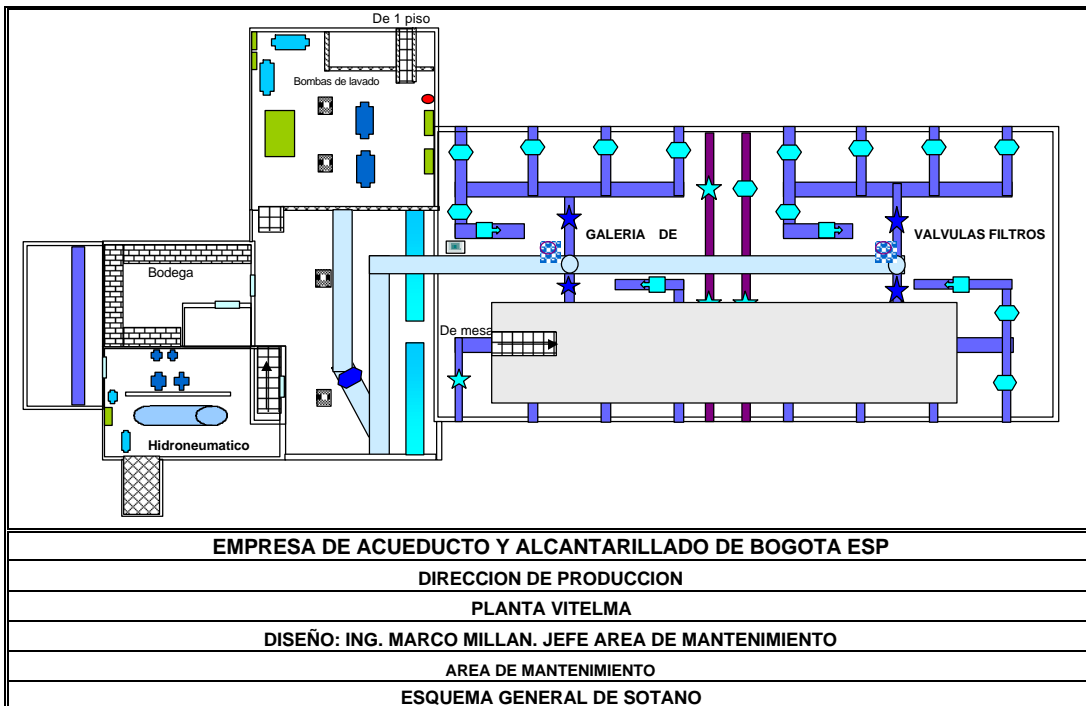 De 1 piso
Bombas de lavado
GALERIA DE VALVULAS FILTROS
Bodega
De mesa
Hidroneumatico
EMPRESA DE ACUEDUCTO Y ALCANTARILLADO DE BOGOTA ESP
DIRECCION DE PRODUCCION
PLANTA VITELMA
DISEÑO: ING. MARCO MILLAN. JEFE AREA DE MANTENIMIENTO
AREA DE MANTENIMIENTO
ESQUEMA GENERAL DE SOTANO